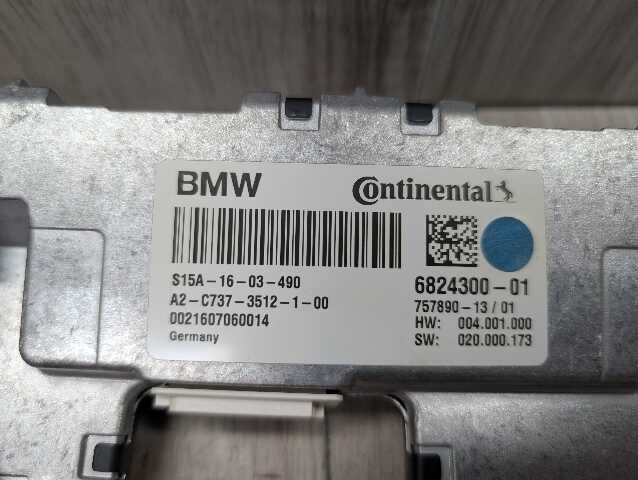 BMW
Continental
S15A-16-03-490
A2-C737-3512-1-00
0021607060014
Germany
6824300-01
757890-13/01
HW: 004.001.000
SW: 020.000.173